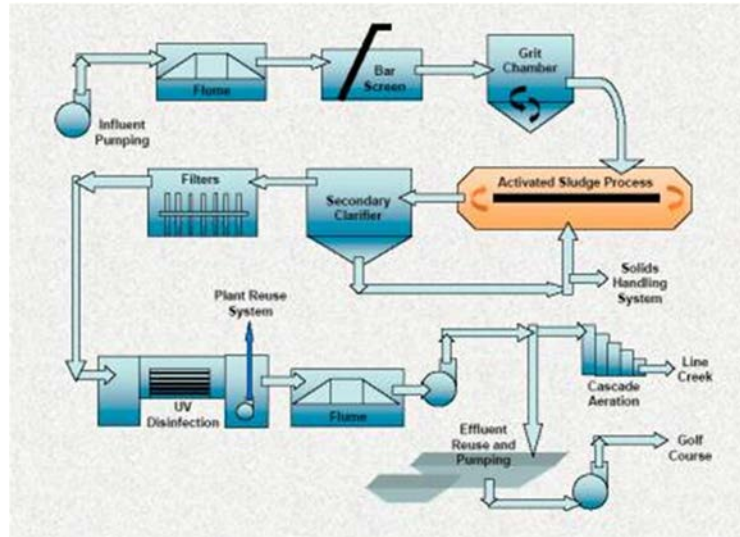 Influent
Pumping
Flume
Bar
Screen
Grit
Chamber
Activated Sludge Process
Secondary
Clarifier
Filters
Solids
Handling
System
Plant Reuse
System
UV
Disinfection
Flume
Cascade
Aeration
Line
Creek
Effluent
Reuse and
Pumping
Golf
Course